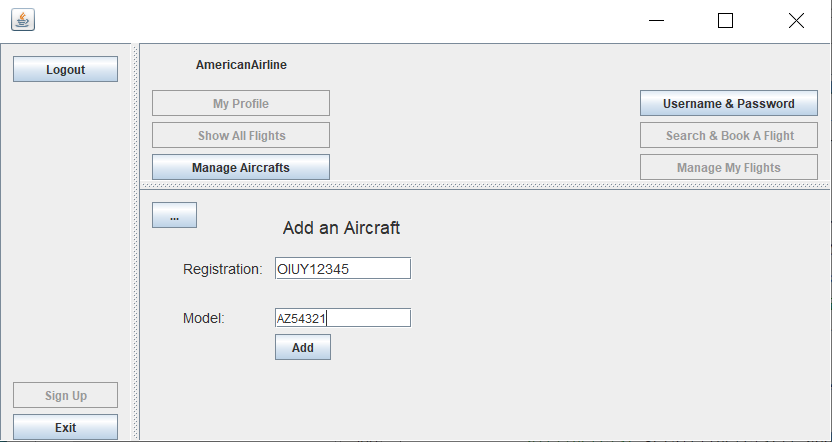 Logout
AmericanAirline
My Profile
Username & Password
Show All Flights
Search & Book A Flight
Manage Aircrafts
Manage My Flights
...
Add an Aircraft
Registration: OIUY12345
Model: AZ54321
Add
Sign Up
Exit